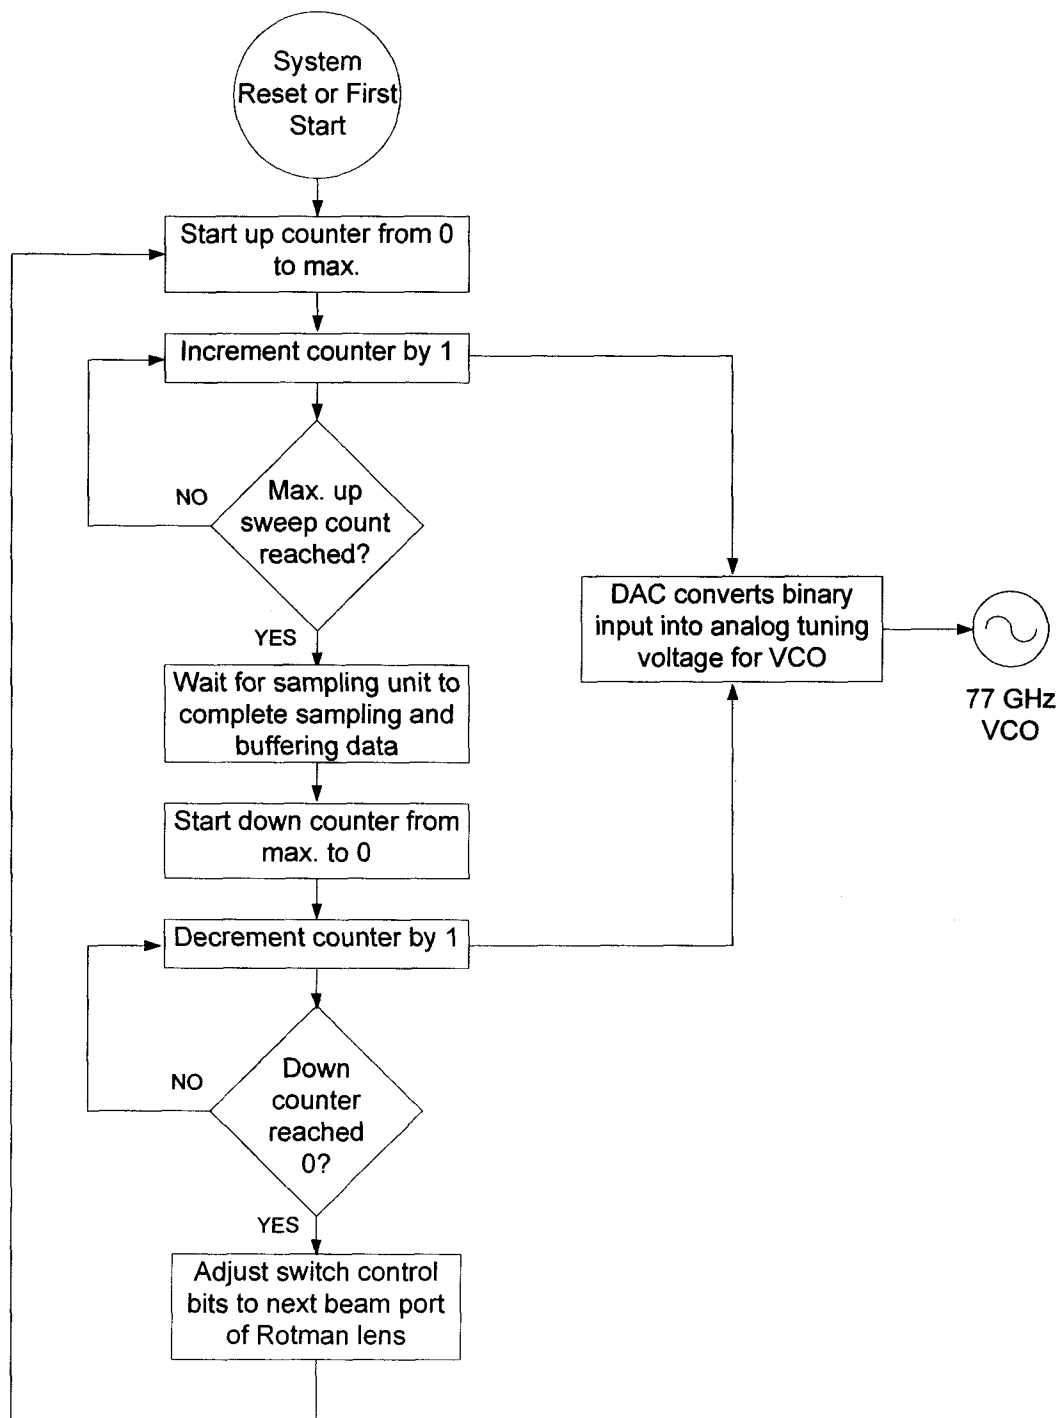 System
Reset or First
Start
Start up counter from 0
to max.
Increment counter by 1
NO
Max. up
sweep count
reached?
YES
DAC converts binary
input into analog tuning
voltage for VCO
77 GHz
VCO
Wait for sampling unit to
complete sampling and
buffering data
Start down counter from
max. to 0
Decrement counter by 1
NO
Down
counter
reached
0?
YES
Adjust switch control
bits to next beam port
of Rotman lens